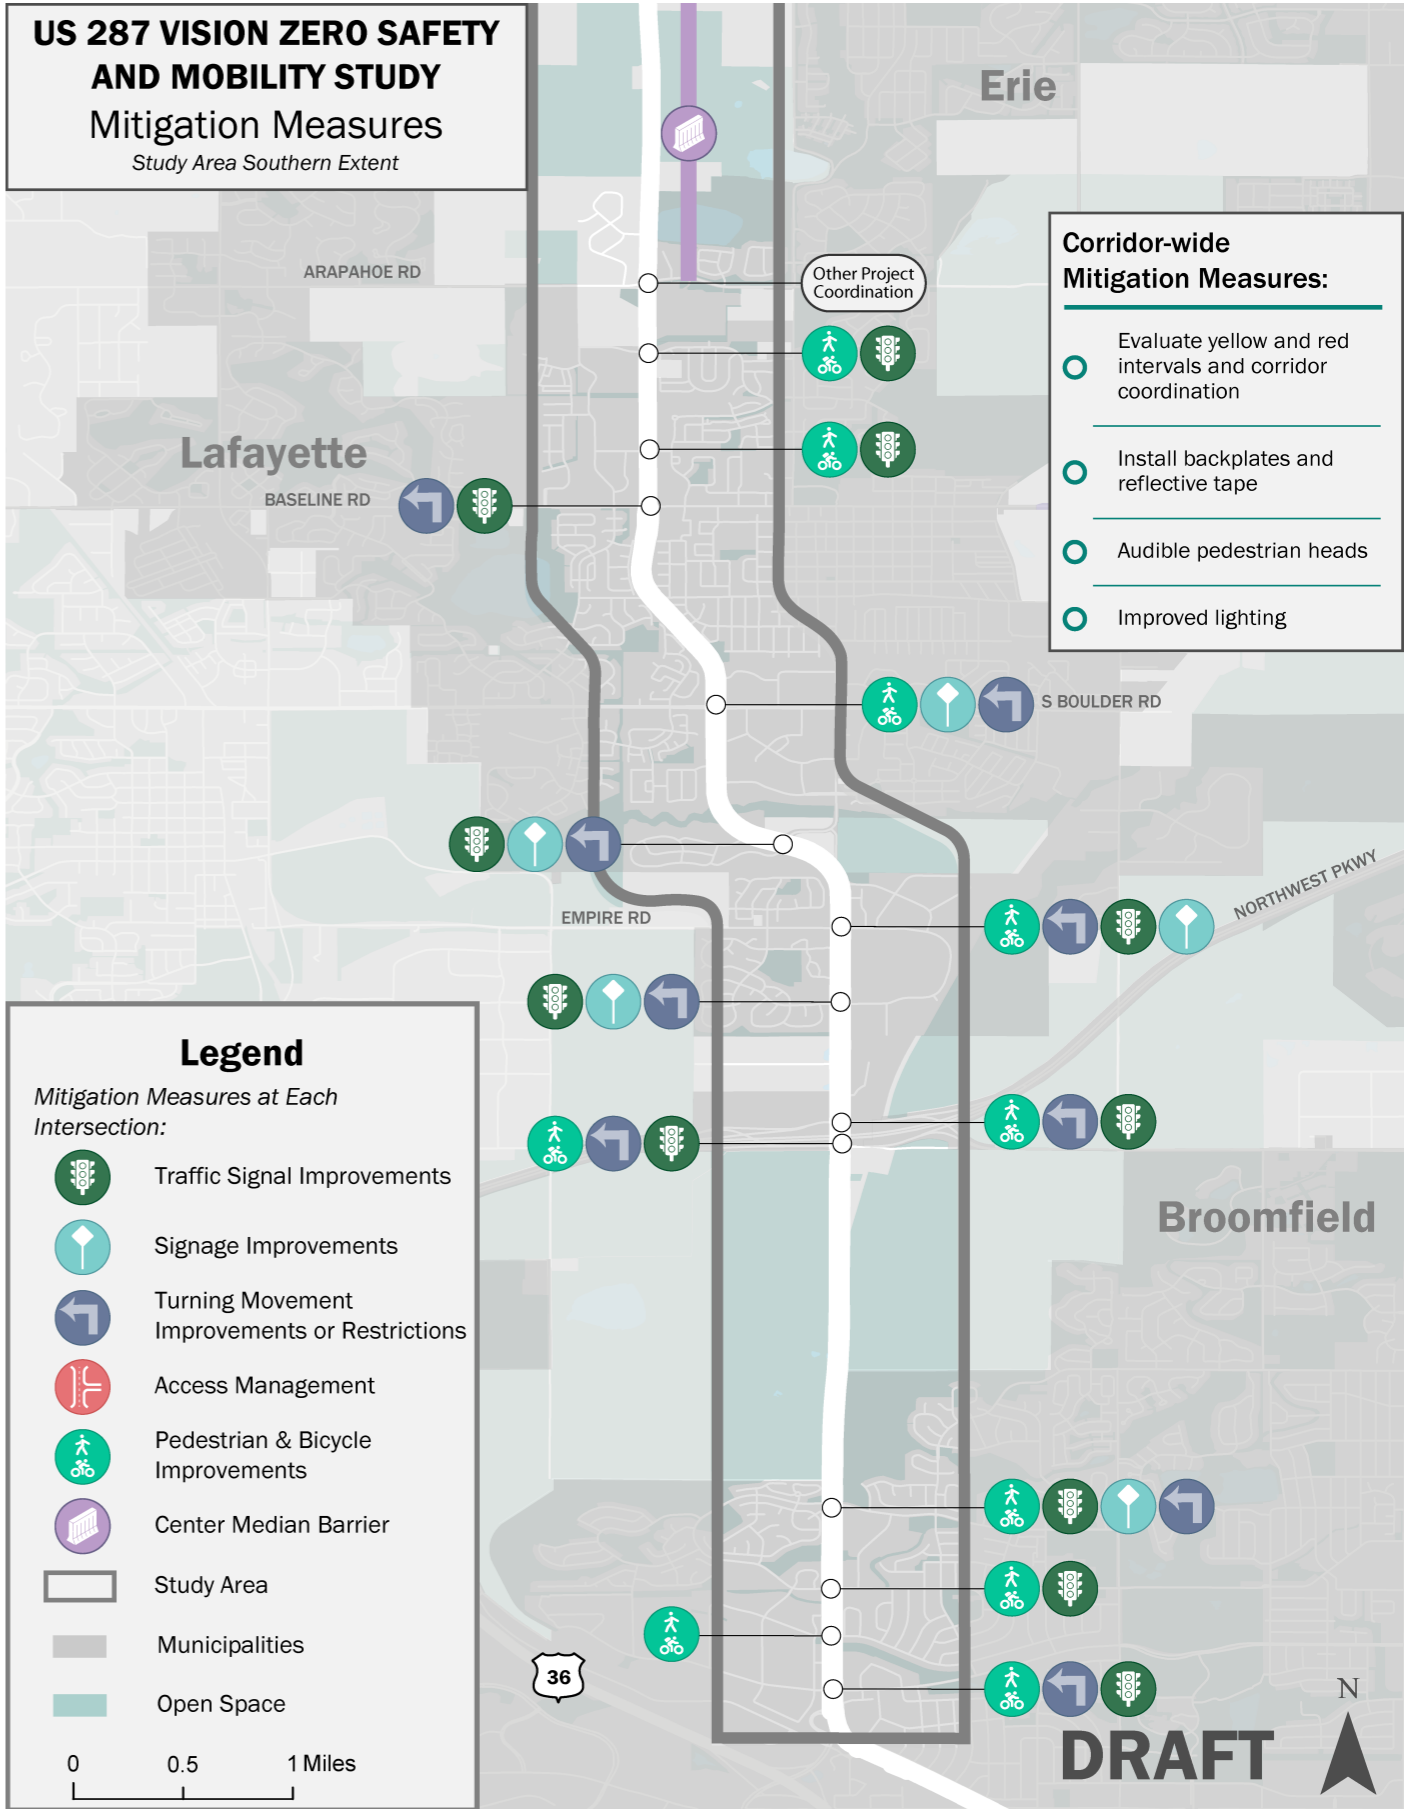 US 287 VISION ZERO SAFETY
AND MOBILITY STUDY
Mitigation Measures
Study Area Southern Extent
Erie
ARAPAHOE RD
Other Project
Coordination
Corridor-wide
Mitigation Measures:
Evaluate yellow and red
intervals and corridor
coordination
Install backplates and
reflective tape
Audible pedestrian heads
Improved lighting
Lafayette
BASELINE RD
S BOULDER RD
NORTHWEST PKWY
EMPIRE RD
Broomfield
Legend
Mitigation Measures at Each
Intersection:
Traffic Signal Improvements
Signage Improvements
Turning Movement
Improvements or Restrictions
Access Management
Pedestrian & Bicycle
Improvements
Center Median Barrier
Study Area
Municipalities
Open Space
0 0.5 1 Miles
36
N
DRAFT